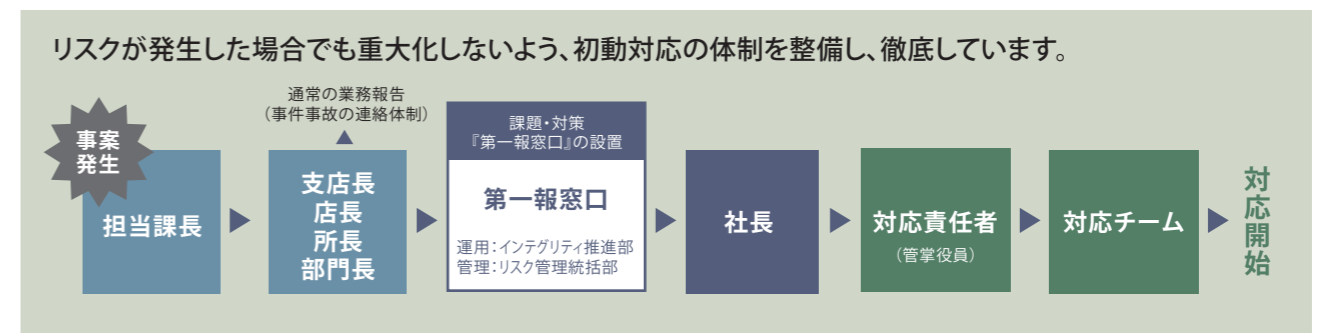 リスクが発生した場合でも重大化しないよう、初動対応の体制を整備し、徹底しています。
事案
発生
担当課長
通常の業務報告
（事件事故の連絡体制）
支店長
店長
所長
部門長
課題・対策
『第一報窓口』の設置
第一報窓口
運用：インテグリティ推進部
管理：リスク管理統括部
社長
対応責任者
（管掌役員）
対応チーム
対応開始